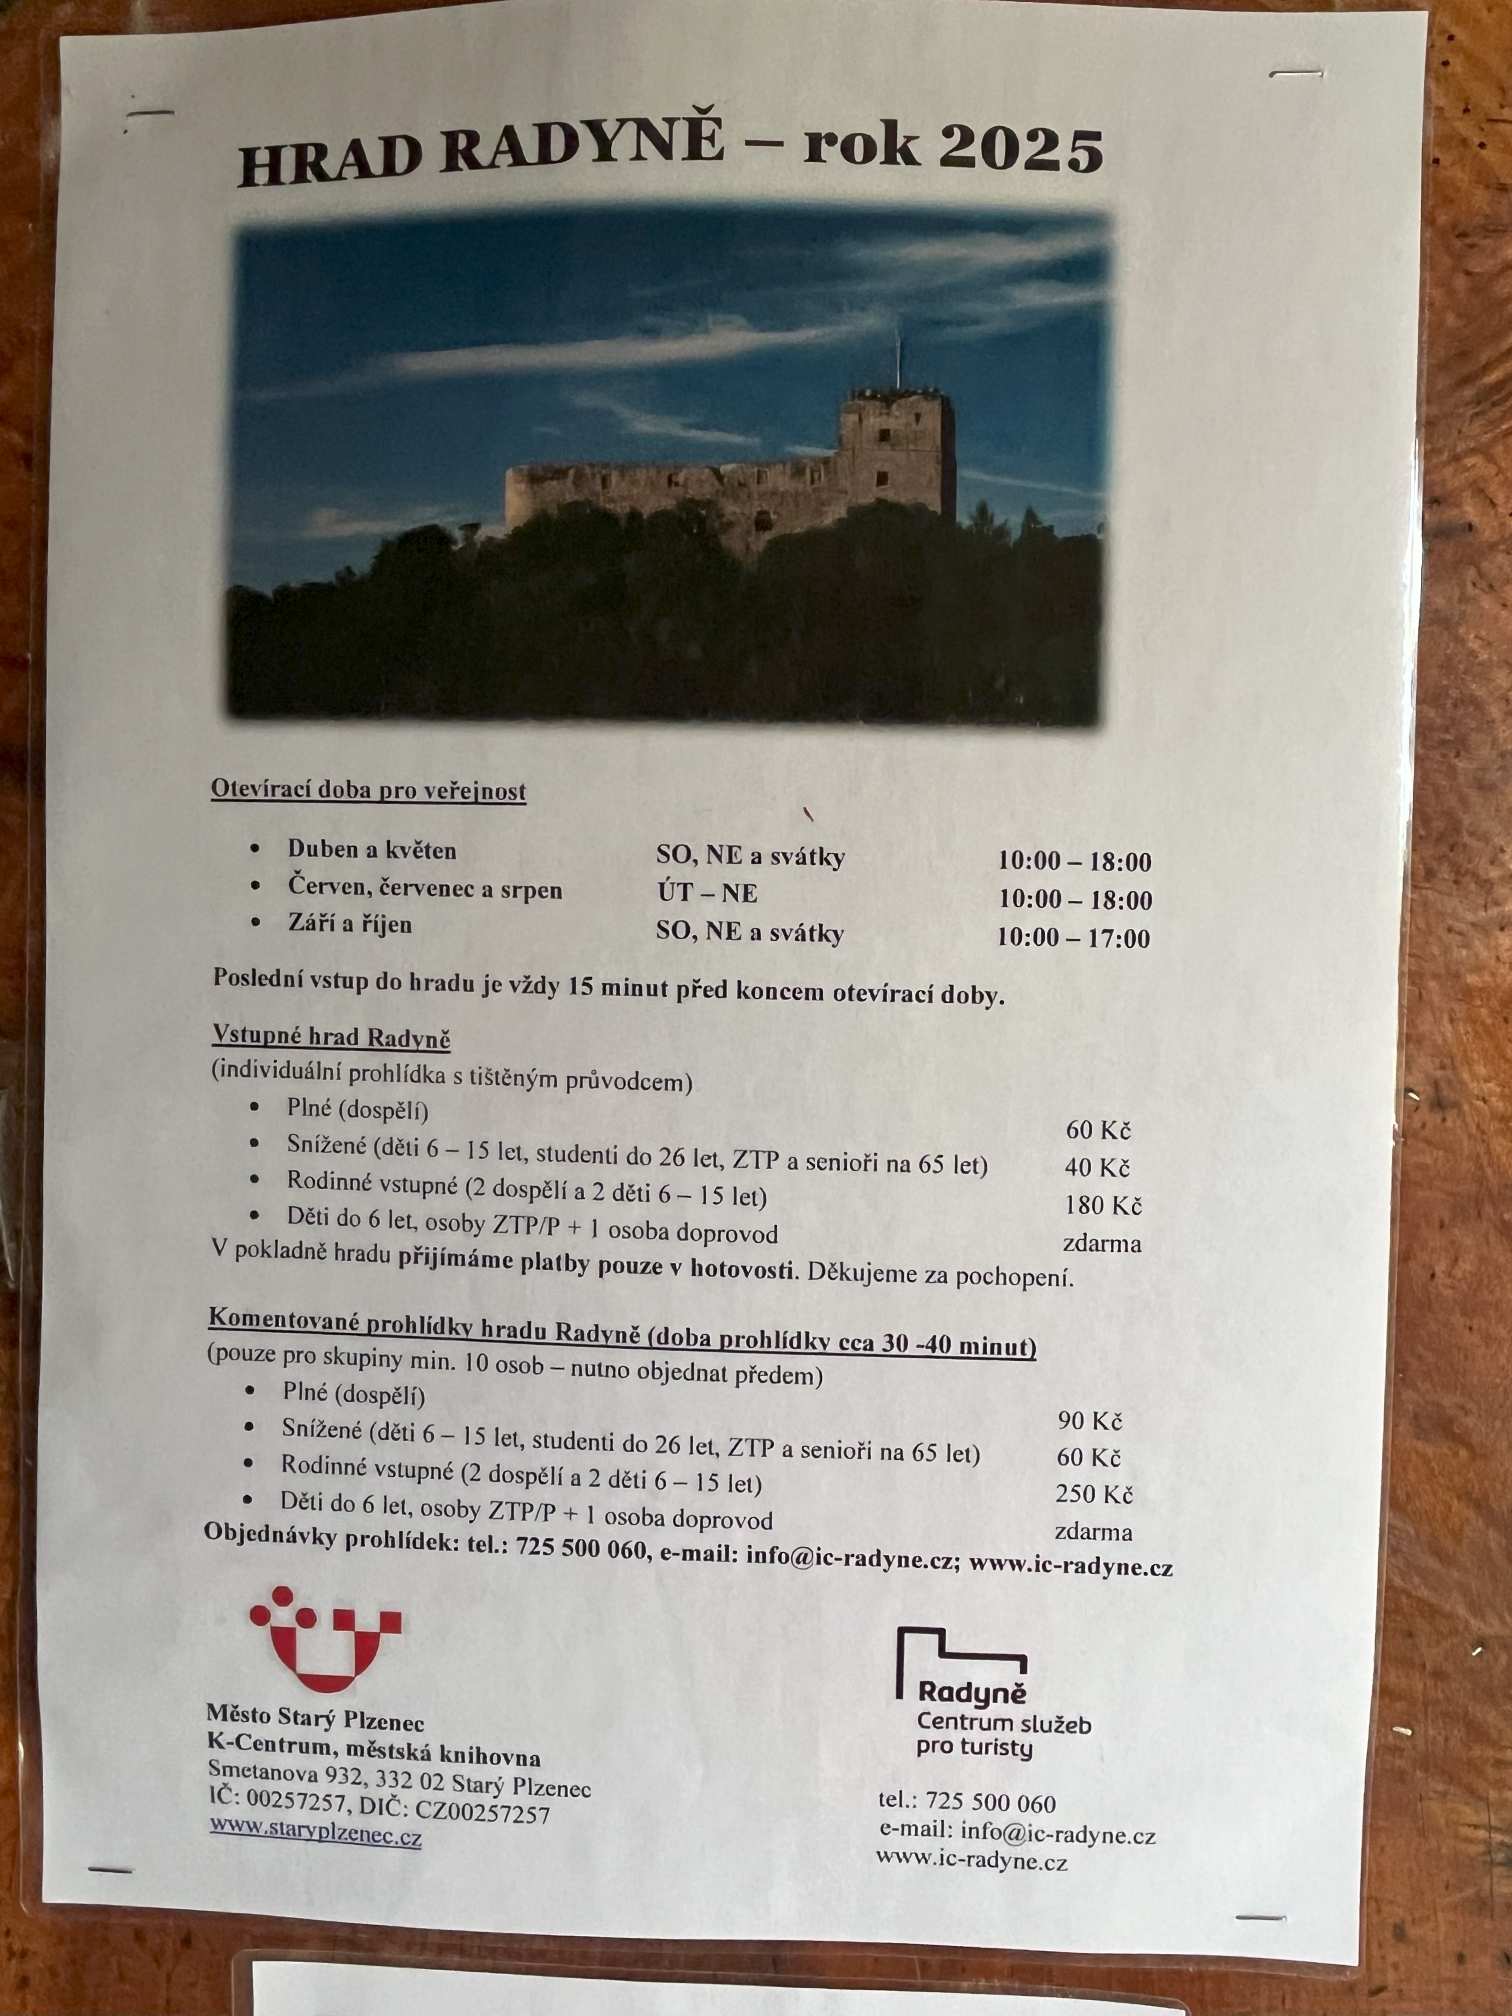 HRAD RADYNĚ – rok 2025
Otevírací doba pro veřejnost
• Duben a květen SO, NE a svátky 10:00 – 18:00
• Červen, červenec a srpen ÚT – NE 10:00 – 18:00
• Září a říjen SO, NE a svátky 10:00 – 17:00
Poslední vstup do hradu je vždy 15 minut před koncem otevírací doby.
Vstupné hrad Radyně
(individuální prohlídka s tištěným průvodcem)
• Plné (dospělí) 60 Kč
• Snížené (děti 6 – 15 let, studenti do 26 let, ZTP a senioři na 65 let) 40 Kč
• Rodinné vstupné (2 dospělí a 2 děti 6 – 15 let) 180 Kč
• Děti do 6 let, osoby ZTP/P + 1 osoba doprovod zdarma
V pokladně hradu přijímáme platby pouze v hotovosti. Děkujeme za pochopení.
Komentované prohlídky hradu Radyně (doba prohlídky cca 30 -40 minut)
(pouze pro skupiny min. 10 osob – nutno objednat předem)
• Plné (dospělí) 90 Kč
• Snížené (děti 6 – 15 let, studenti do 26 let, ZTP a senioři na 65 let) 60 Kč
• Rodinné vstupné (2 dospělí a 2 děti 6 – 15 let) 250 Kč
• Děti do 6 let, osoby ZTP/P + 1 osoba doprovod zdarma
Objednávky prohlídek: tel.: 725 500 060, e-mail: info@ic-radyne.cz; www.ic-radyne.cz
Město Starý Plzenec
K-Centrum, městská knihovna
Smetanova 932, 332 02 Starý Plzenec
IČ: 00257257, DIČ: CZ00257257
www.staryplzenec.cz
Radyně
Centrum služeb
pro turisty
tel.: 725 500 060
e-mail: info@ic-radyne.cz
www.ic-radyne.cz